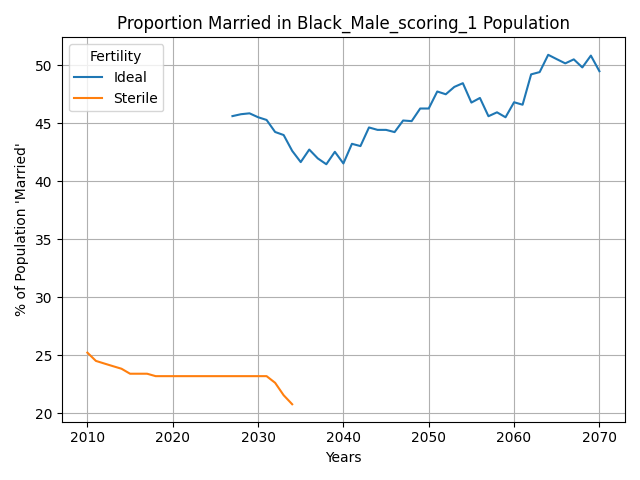 Proportion Married in Black_Male_scoring_1 Population
Fertility
Ideal
Sterile
% of Population 'Married'
50
45
40
35
30
25
20
2010 2020 2030 2040 2050 2060 2070
Years